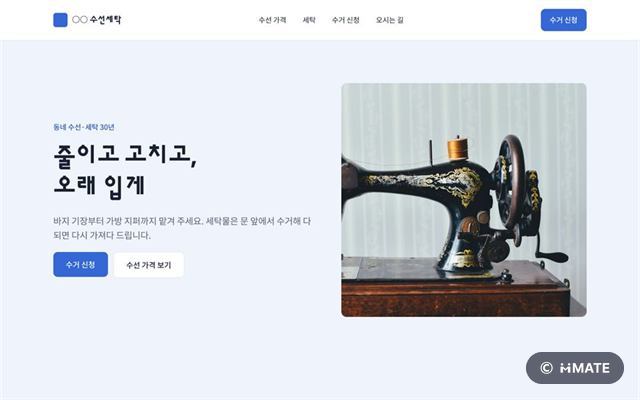 ○○ 수선세탁
수선 가격 세탁 수거 신청 오시는 길
수거 신청
동네 수선·세탁 30년
줄이고 고치고,
오래 입게
바지 기장부터 가방 지퍼까지 맡겨 주세요. 세탁물은 문 앞에서 수거해 다
되면 다시 가져다 드립니다.
수거 신청 수선 가격 보기
© MMATE